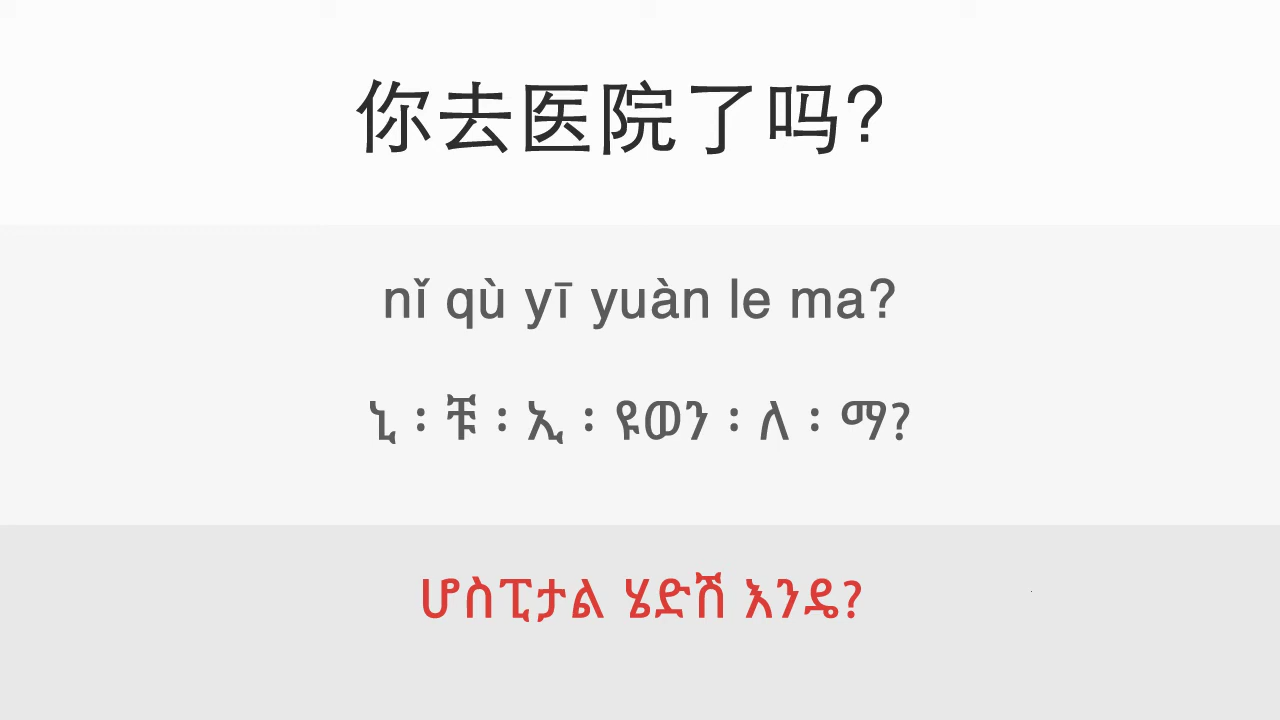 你去医院了吗?
nǐ qù yī yuàn le ma?
ኒ ፡ ቹ ፡ ኢ ፡ ዩወን ፡ ለ ፡ ማ?
ሆስፒታል ሄድሽ እንዴ?